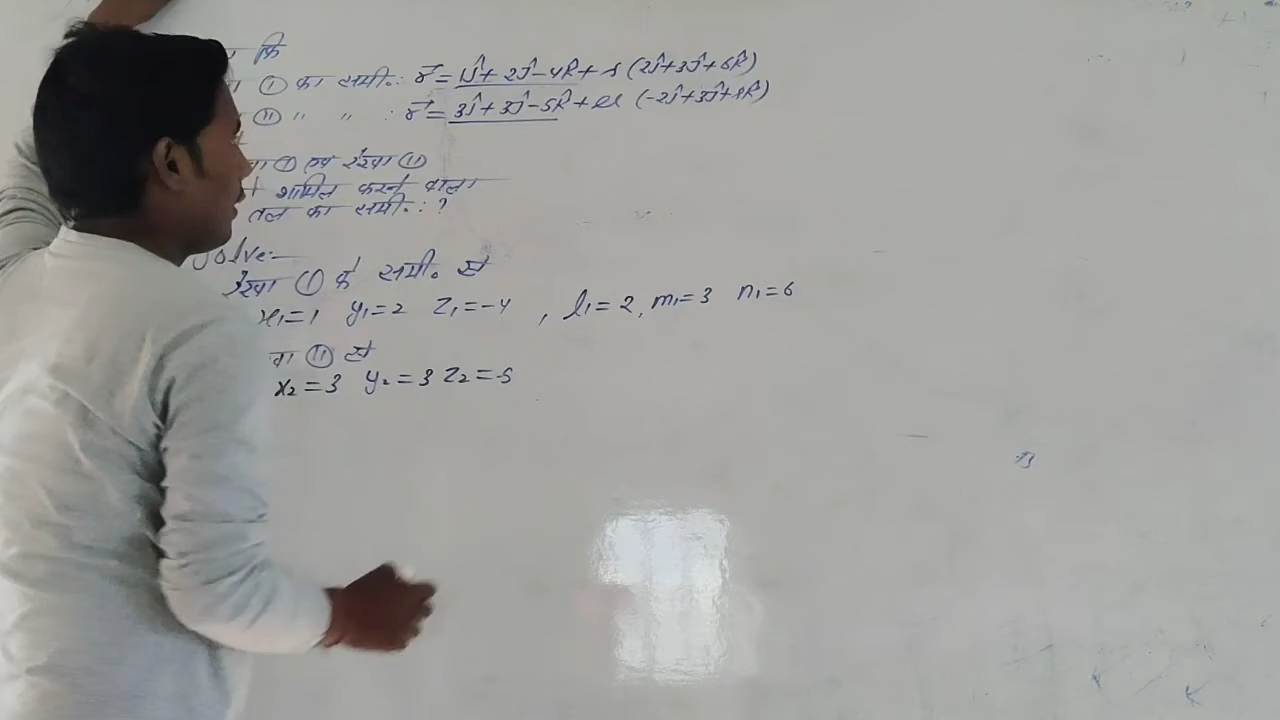 कि
① का समी.: r⃗ = 1î + 2ĵ - 4k̂ + s (2î + 3ĵ + 6k̂)
⑪ " " : r⃗ = 3î + 3ĵ - 5k̂ + μ (-2î + 3ĵ + 8k̂)
① एवं रेखा ⑪
शामिल करने वाला
तल का समी.: ?
Solve:-
रेखा ① के समी. से
x₁=1 y₁=2 z₁=-4 , l₁=2, m₁=3 n₁=6
⑪ से
x₂=3 y₂=3 z₂=-5